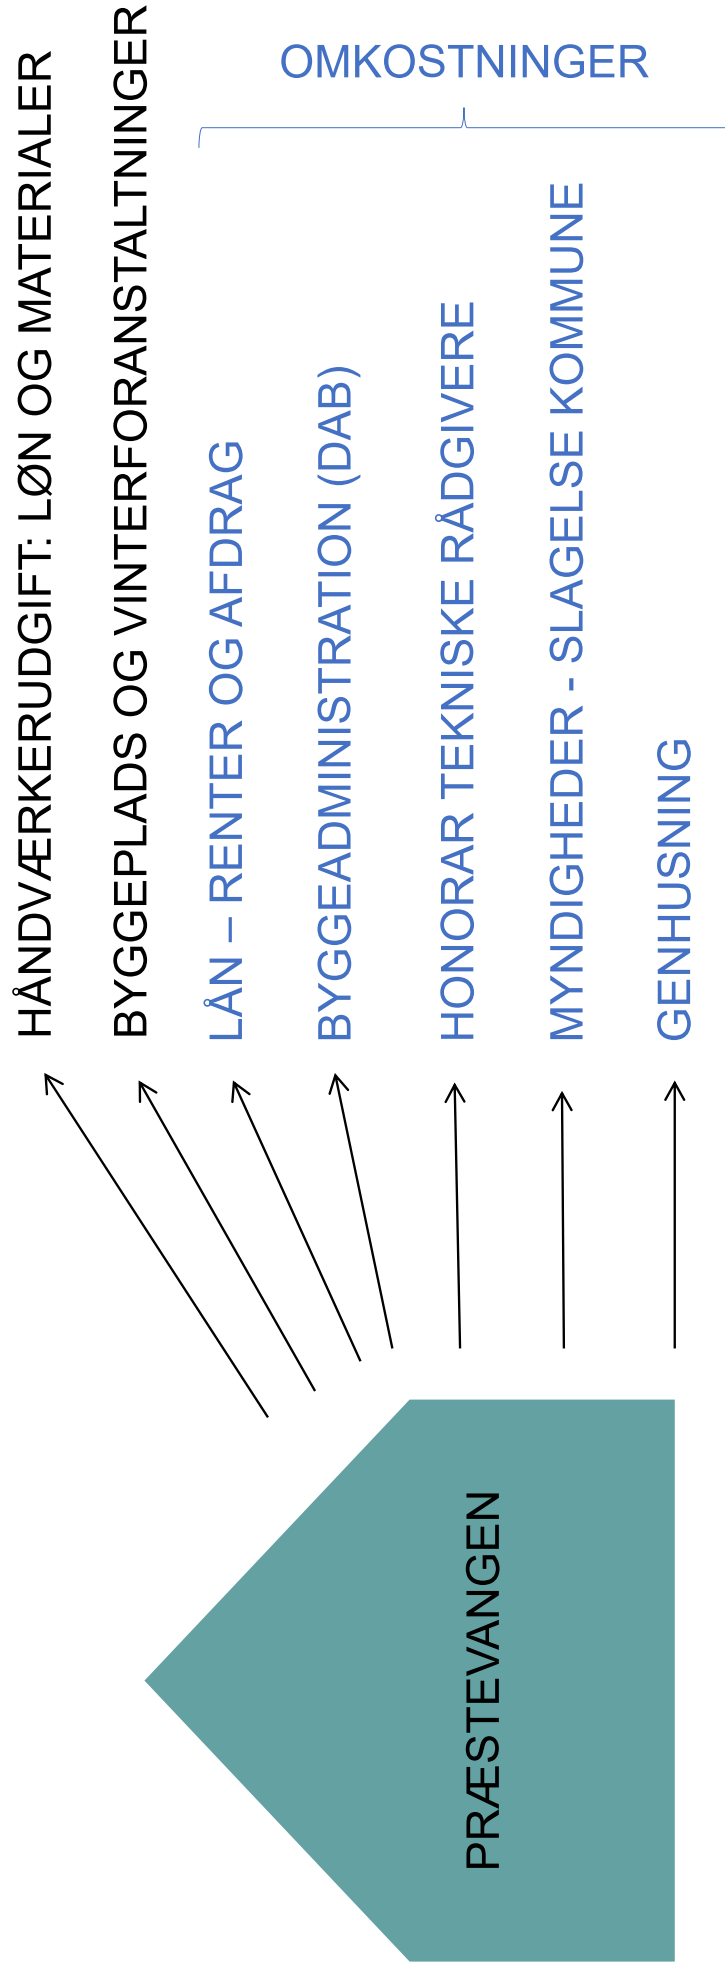 HÅNDVÆRKERUDGIFT: LØN OG MATERIALER
BYGGEPLADS OG VINTERFORANSTALTNINGER
LÅN – RENTER OG AFDRAG
BYGGEADMINISTRATION (DAB)
HONORAR TEKNISKE RÅDGIVERE
MYNDIGHEDER - SLAGELSE KOMMUNE
GENHUSNING
OMKOSTNINGER
PRÆSTEVANGEN